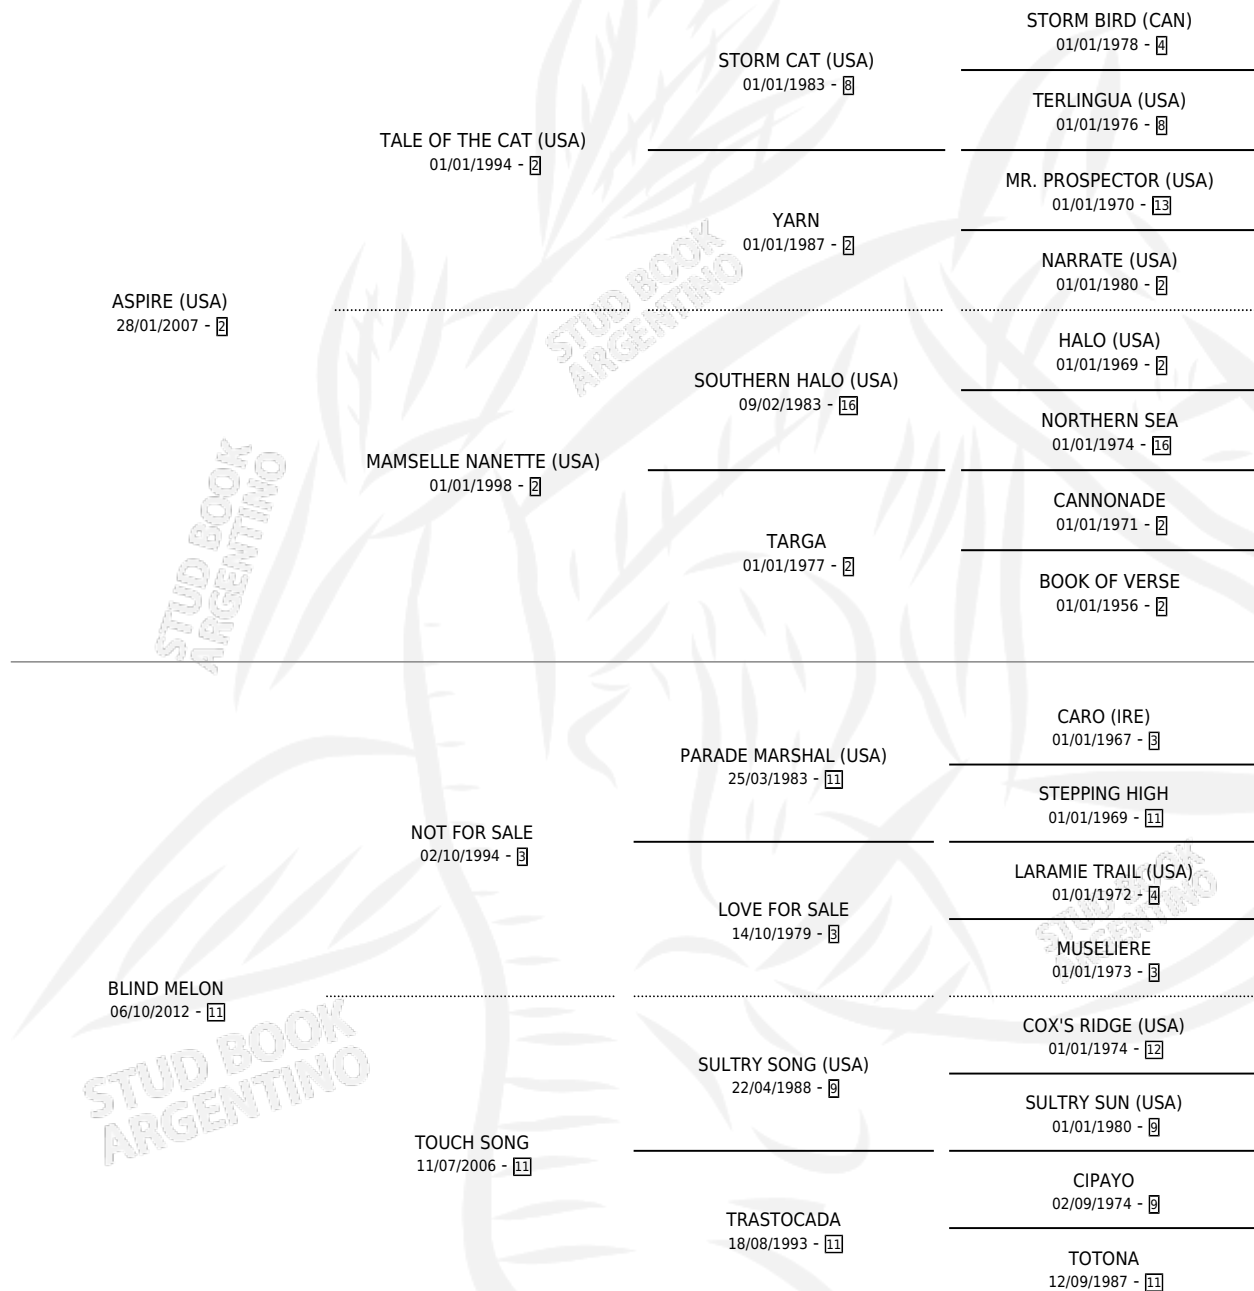 STORM BIRD (CAN)
01/01/1978 - 4
STORM CAT (USA)
01/01/1983 - 8
TERLINGUA (USA)
01/01/1976 - 8
TALE OF THE CAT (USA)
01/01/1994 - 2
MR. PROSPECTOR (USA)
01/01/1970 - 13
YARN
01/01/1987 - 2
NARRATE (USA)
01/01/1980 - 2
ASPIRE (USA)
28/01/2007 - 2
HALO (USA)
01/01/1969 - 2
SOUTHERN HALO (USA)
09/02/1983 - 16
NORTHERN SEA
01/01/1974 - 16
MAMSELLE NANETTE (USA)
01/01/1998 - 2
CANNONADE
01/01/1971 - 2
TARGA
01/01/1977 - 2
BOOK OF VERSE
01/01/1956 - 2
CARO (IRE)
01/01/1967 - 3
PARADE MARSHAL (USA)
25/03/1983 - 11
STEPPING HIGH
01/01/1969 - 11
NOT FOR SALE
02/10/1994 - 3
LARAMIE TRAIL (USA)
01/01/1972 - 4
LOVE FOR SALE
14/10/1979 - 3
MUSELIERE
01/01/1973 - 3
BLIND MELON
06/10/2012 - 11
COX'S RIDGE (USA)
01/01/1974 - 12
SULTRY SONG (USA)
22/04/1988 - 9
SULTRY SUN (USA)
01/01/1980 - 9
TOUCH SONG
11/07/2006 - 11
CIPAYO
02/09/1974 - 9
TRASTOCADA
18/08/1993 - 11
TOTONA
12/09/1987 - 11
STUD BOOK
ARGENTINO
STUD BOOK
ARGENTINO
STUD BOOK
ARGENTINO
STUD BOOK
ARGENTINO